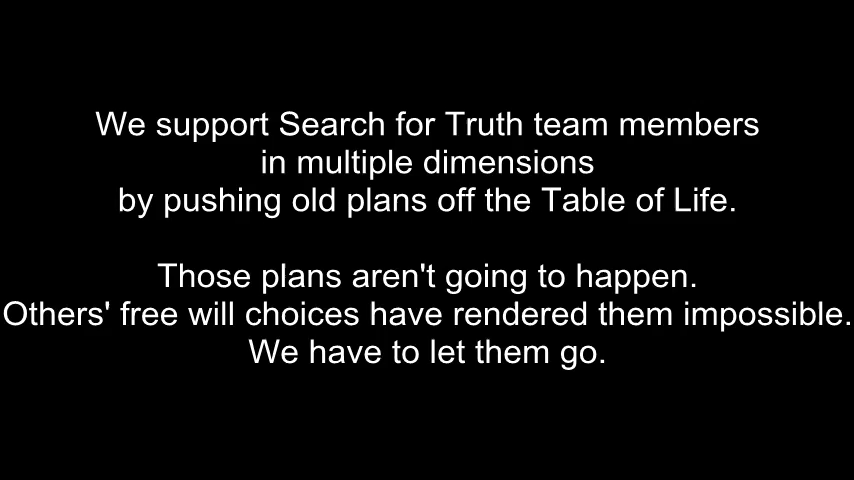 We support Search for Truth team members
in multiple dimensions
by pushing old plans off the Table of Life.
Those plans aren't going to happen.
Others' free will choices have rendered them impossible.
We have to let them go.